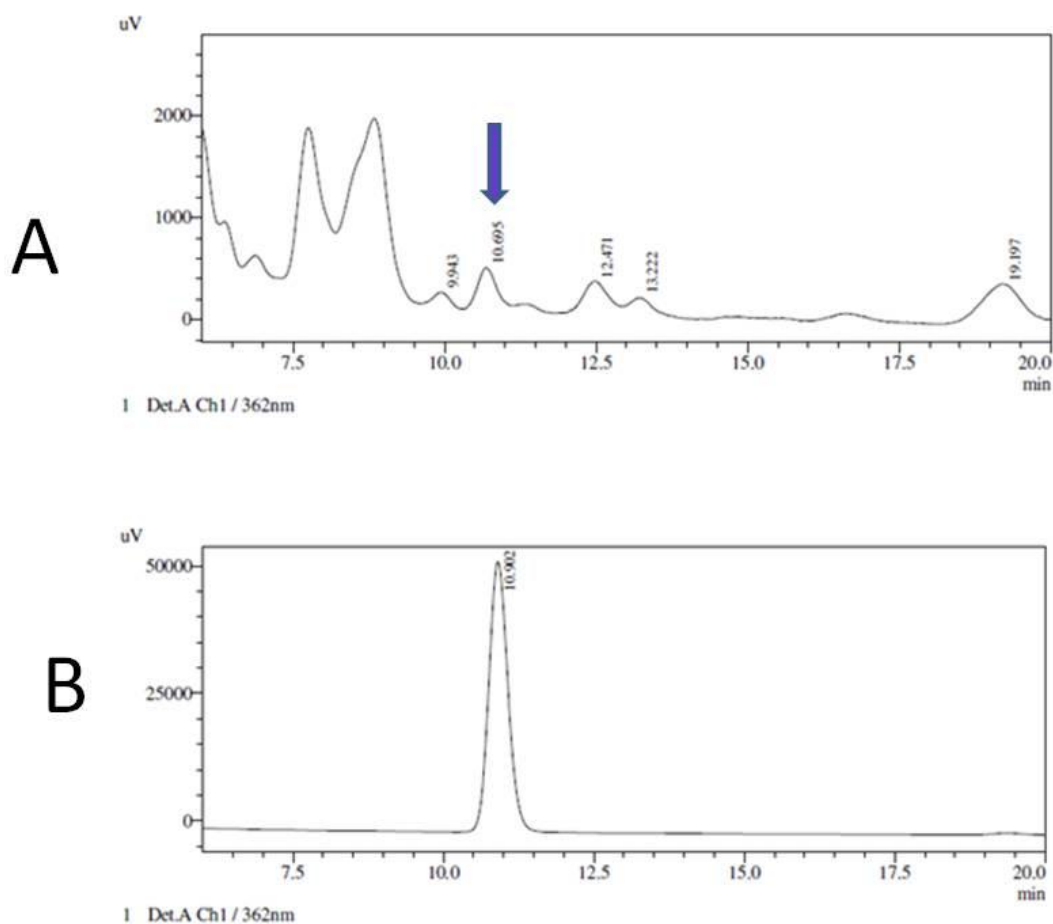 uV
A
2000
1000
0
9.943
10.695
12.471
13.222
19.197
7.5 10.0 12.5 15.0 17.5 20.0
min
1 Det.A Ch1 / 362nm
uV
B
50000
25000
0
10.902
7.5 10.0 12.5 15.0 17.5 20.0
min
1 Det.A Ch1 / 362nm